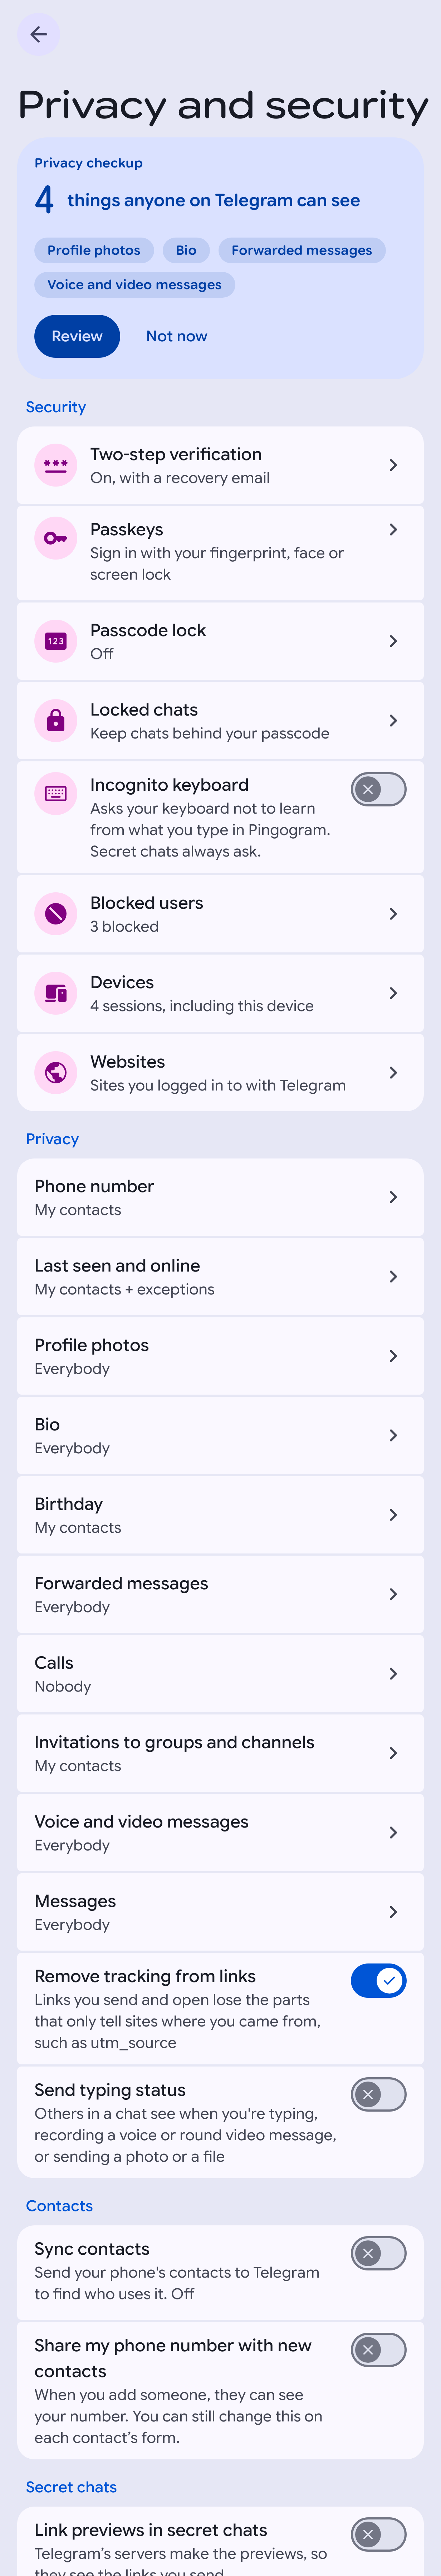 Privacy and security
Privacy checkup
4 things anyone on Telegram can see
Profile photos Bio Forwarded messages
Voice and video messages
Review Not now
Security
Two-step verification
On, with a recovery email
Passkeys
Sign in with your fingerprint, face or
screen lock
123
Passcode lock
Off
Locked chats
Keep chats behind your passcode
Incognito keyboard
Asks your keyboard not to learn
from what you type in Pingogram.
Secret chats always ask.
Blocked users
3 blocked
Devices
4 sessions, including this device
Websites
Sites you logged in to with Telegram
Privacy
Phone number
My contacts
Last seen and online
My contacts + exceptions
Profile photos
Everybody
Bio
Everybody
Birthday
My contacts
Forwarded messages
Everybody
Calls
Nobody
Invitations to groups and channels
My contacts
Voice and video messages
Everybody
Messages
Everybody
Remove tracking from links
Links you send and open lose the parts
that only tell sites where you came from,
such as utm_source
Send typing status
Others in a chat see when you're typing,
recording a voice or round video message,
or sending a photo or a file
Contacts
Sync contacts
Send your phone's contacts to Telegram
to find who uses it. Off
Share my phone number with new
contacts
When you add someone, they can see
your number. You can still change this on
each contact’s form.
Secret chats
Link previews in secret chats
Telegram’s servers make the previews, so
they see the links you send